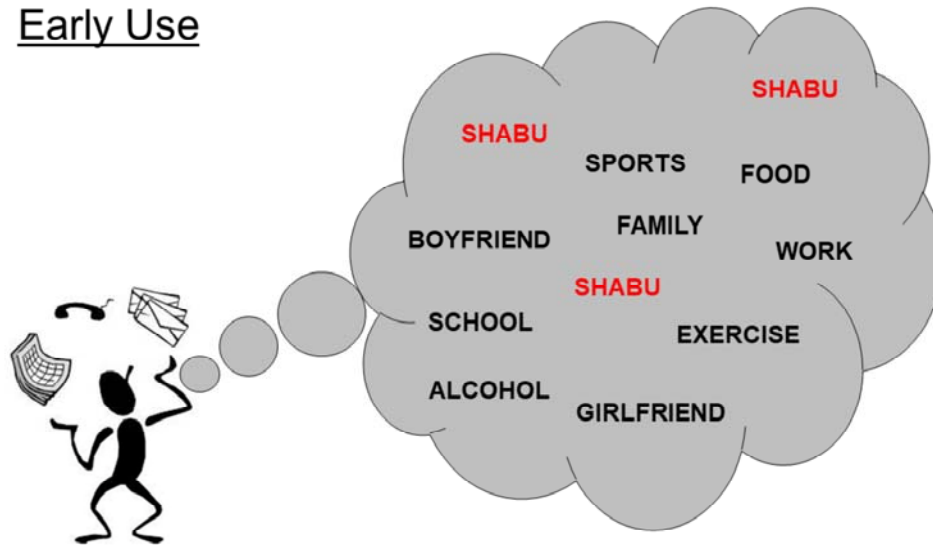 Early Use
SHABU
SHABU
SPORTS
FOOD
FAMILY
BOYFRIEND
WORK
SHABU
SCHOOL
EXERCISE
ALCOHOL
GIRLFRIEND